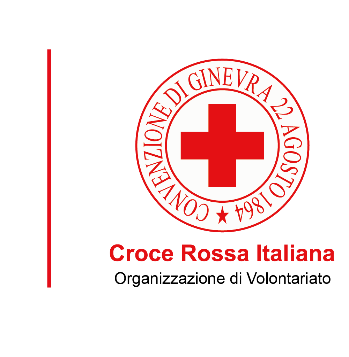 CONVENZIONE DI GINEVRA 22 AGOSTO 1864
Croce Rossa Italiana
Organizzazione di Volontariato